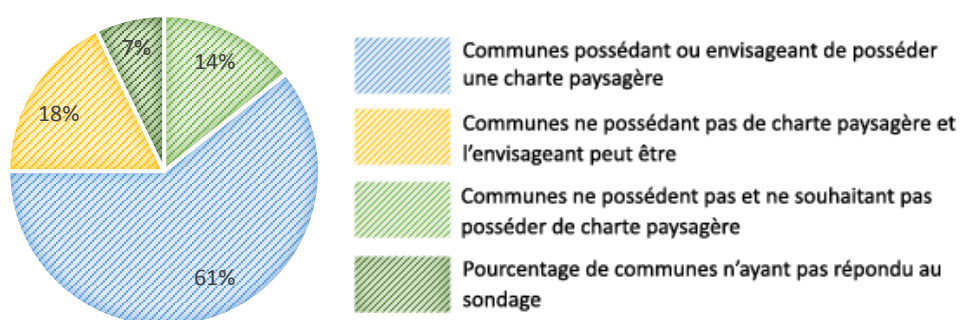 7%
14%
18%
61%
Communes possédant ou envisageant de posséder
une charte paysagère
Communes ne possédant pas de charte paysagère et
l'envisageant peut être
Communes ne possédent pas et ne souhaitant pas
posséder de charte paysagère
Pourcentage de communes n'ayant pas répondu au
sondage